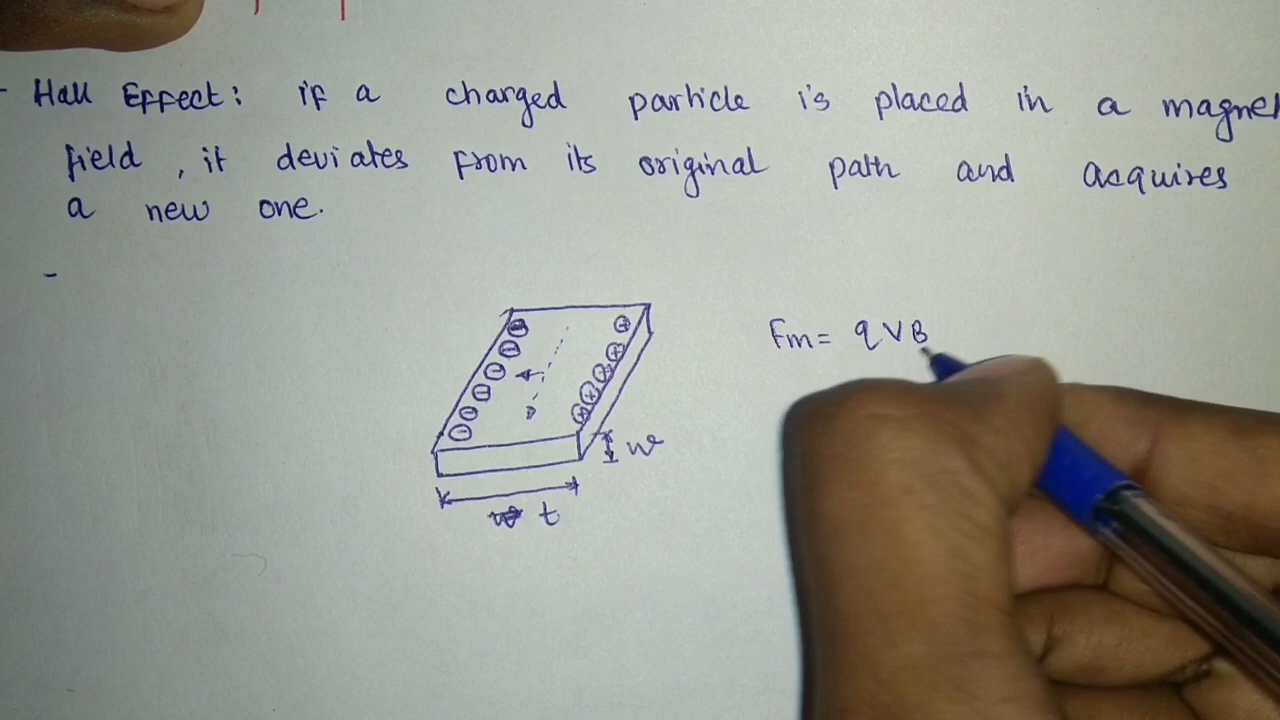 - Hall Effect: if a charged particle is placed in a magnet
field, it deviates from its original path and acquires
a new one.
-
Fm = qVB
w
t